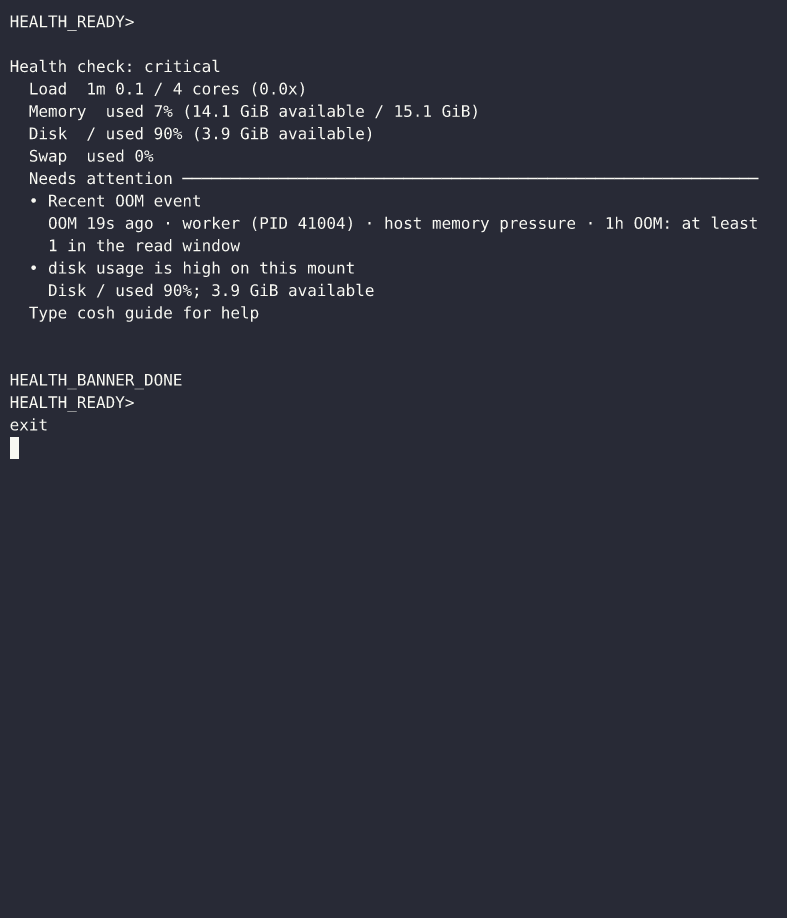 HEALTH_READY>
Health check: critical
Load  1m 0.1 / 4 cores (0.0x)
Memory  used 7% (14.1 GiB available / 15.1 GiB)
Disk  / used 90% (3.9 GiB available)
Swap  used 0%
Needs attention ────────────────────────────────────────────────────────────
• Recent OOM event
OOM 19s ago · worker (PID 41004) · host memory pressure · 1h OOM: at least
1 in the read window
• disk usage is high on this mount
Disk / used 90%; 3.9 GiB available
Type cosh guide for help
HEALTH_BANNER_DONE
HEALTH_READY>
exit